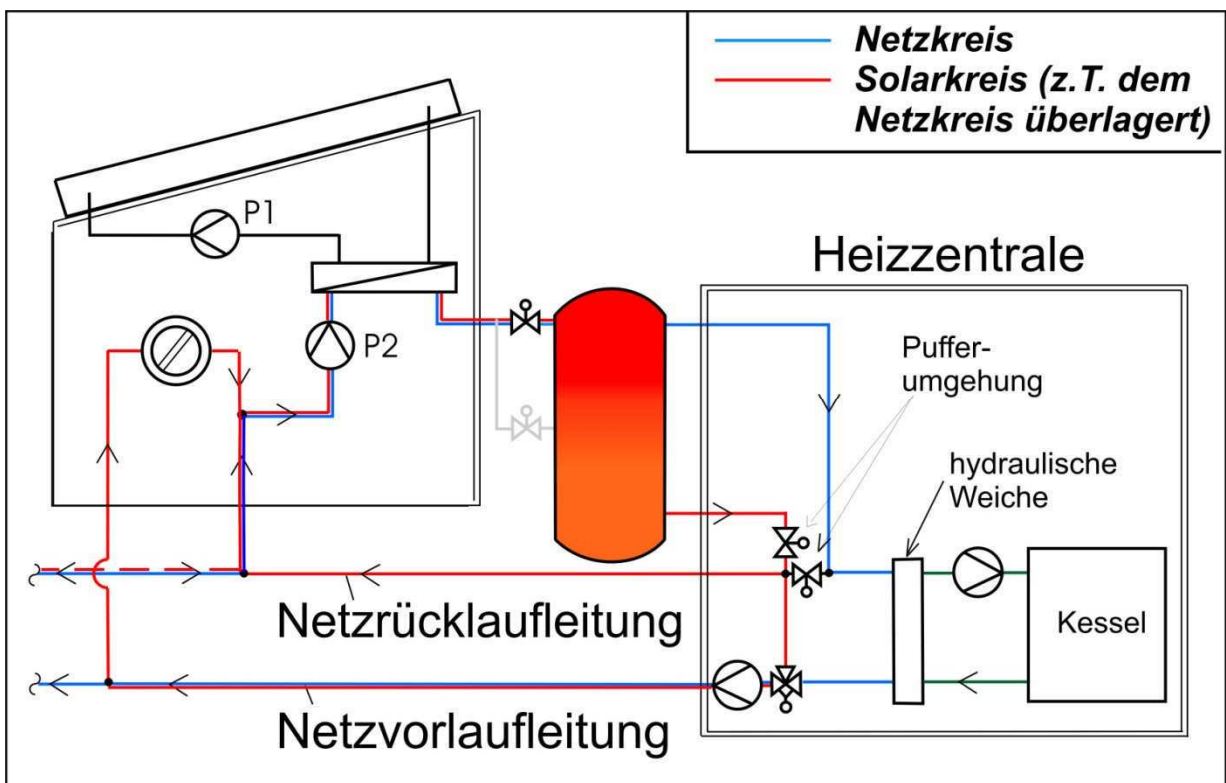 Netzkreis
Solarkreis (z.T. dem
Netzkreis überlagert)
P1
Heizzentrale
P2
Puffer-
umgehung
hydraulische
Weiche
Netzrücklaufleitung
Kessel
Netzvorlaufleitung